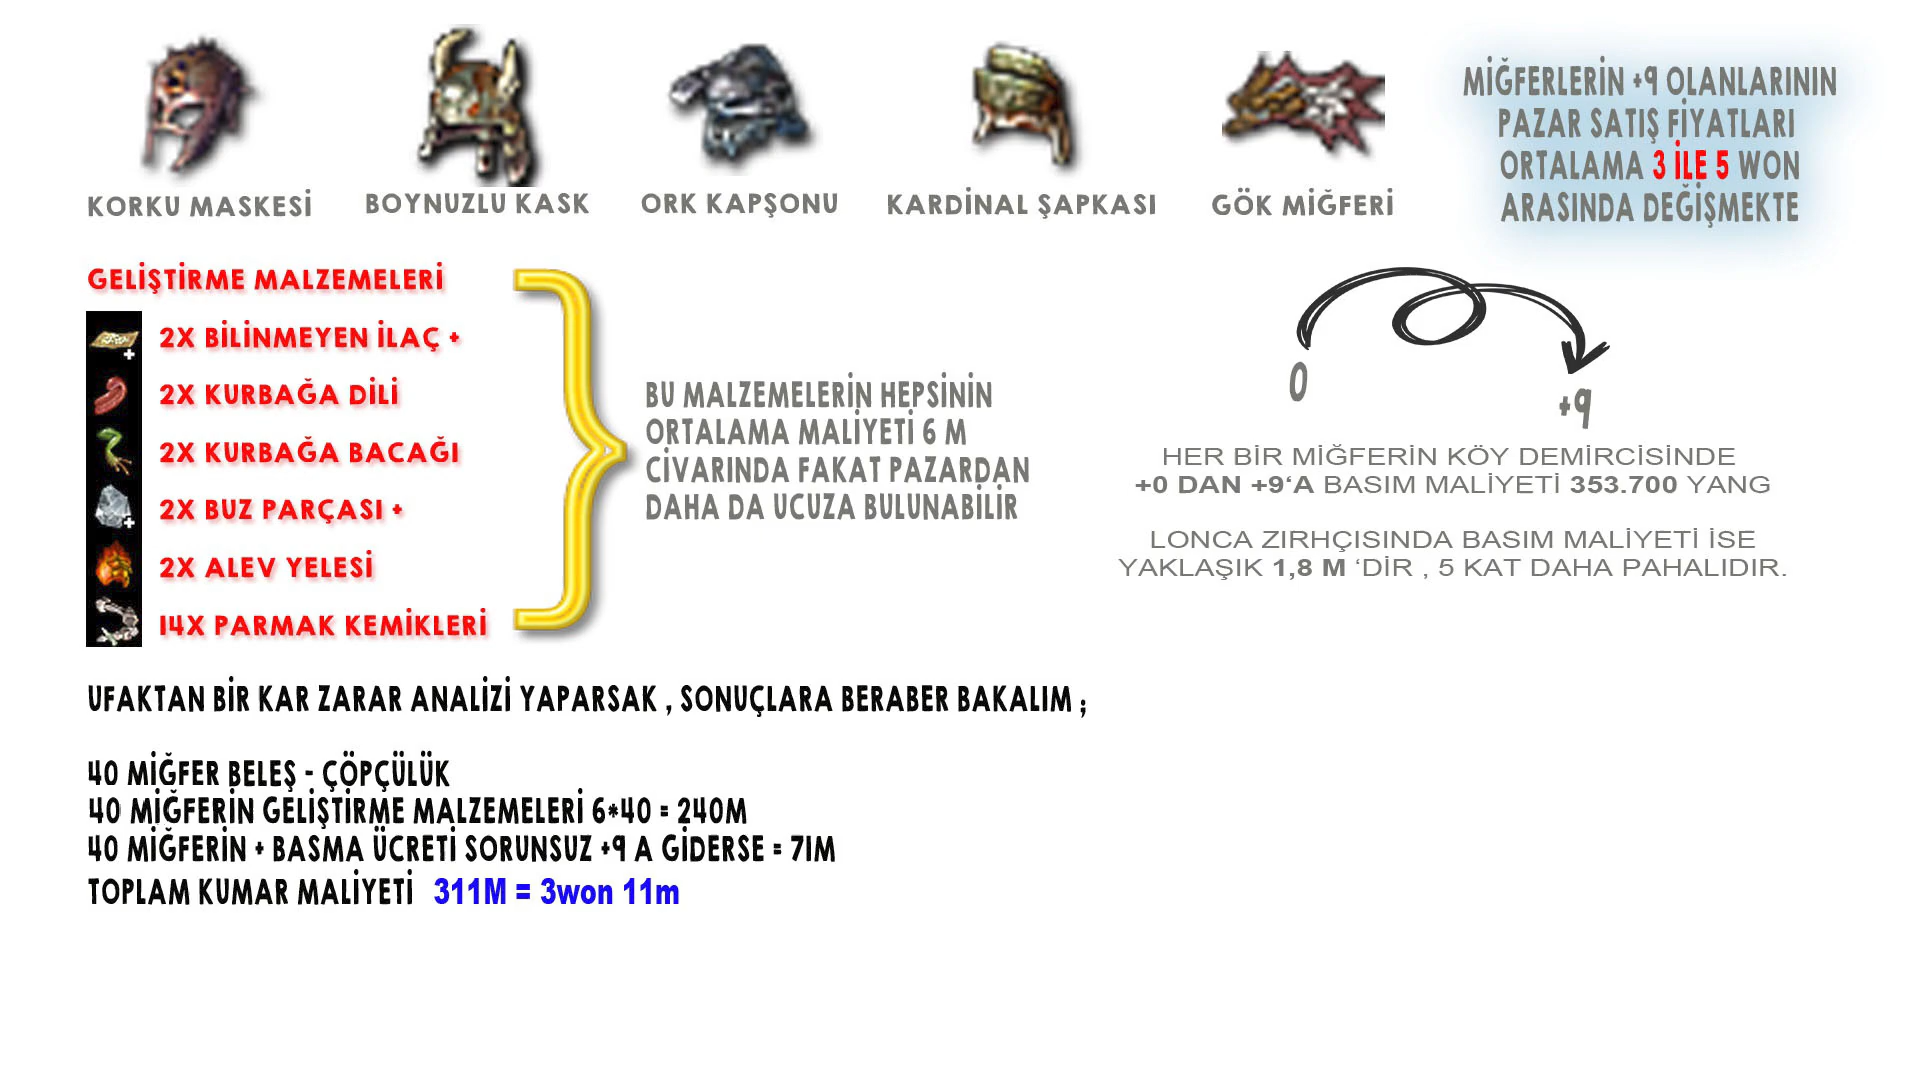 KORKU MASKESİ
BOYNUZLU KASK
ORK KAPŞONU
KARDİNAL ŞAPKASI
GÖK MİĞFERİ
MİĞFERLERİN +9 OLANLARININ
PAZAR SATIŞ FİYATLARI
ORTALAMA 3 İLE 5 WON
ARASINDA DEĞİŞMEKTE
GELİŞTİRME MALZEMELERİ
2X BİLİNMEYEN İLAÇ +
2X KURBAĞA DİLİ
2X KURBAĞA BACAĞI
2X BUZ PARÇASI +
2X ALEV YELESİ
14X PARMAK KEMİKLERİ
BU MALZEMELERİN HEPSİNİN
ORTALAMA MALİYETİ 6 M
CİVARINDA FAKAT PAZARDAN
DAHA DA UCUZA BULUNABİLİR
0
+9
HER BİR MİĞFERİN KÖY DEMİRCİSİNDE
+0 DAN +9‘A BASIM MALİYETİ 353.700 YANG
LONCA ZIRHÇISINDA BASIM MALİYETİ İSE
YAKLAŞIK 1,8 M ‘DİR , 5 KAT DAHA PAHALIDIR.
UFAKTAN BİR KAR ZARAR ANALİZİ YAPARSAK , SONUÇLARA BERABER BAKALIM ;
40 MİĞFER BELEŞ - ÇÖPÇÜLÜK
40 MİĞFERİN GELİŞTİRME MALZEMELERİ 6*40 = 240M
40 MİĞFERİN + BASMA ÜCRETİ SORUNSUZ +9 A GİDERSE = 71M
TOPLAM KUMAR MALİYETİ 311M = 3won 11m